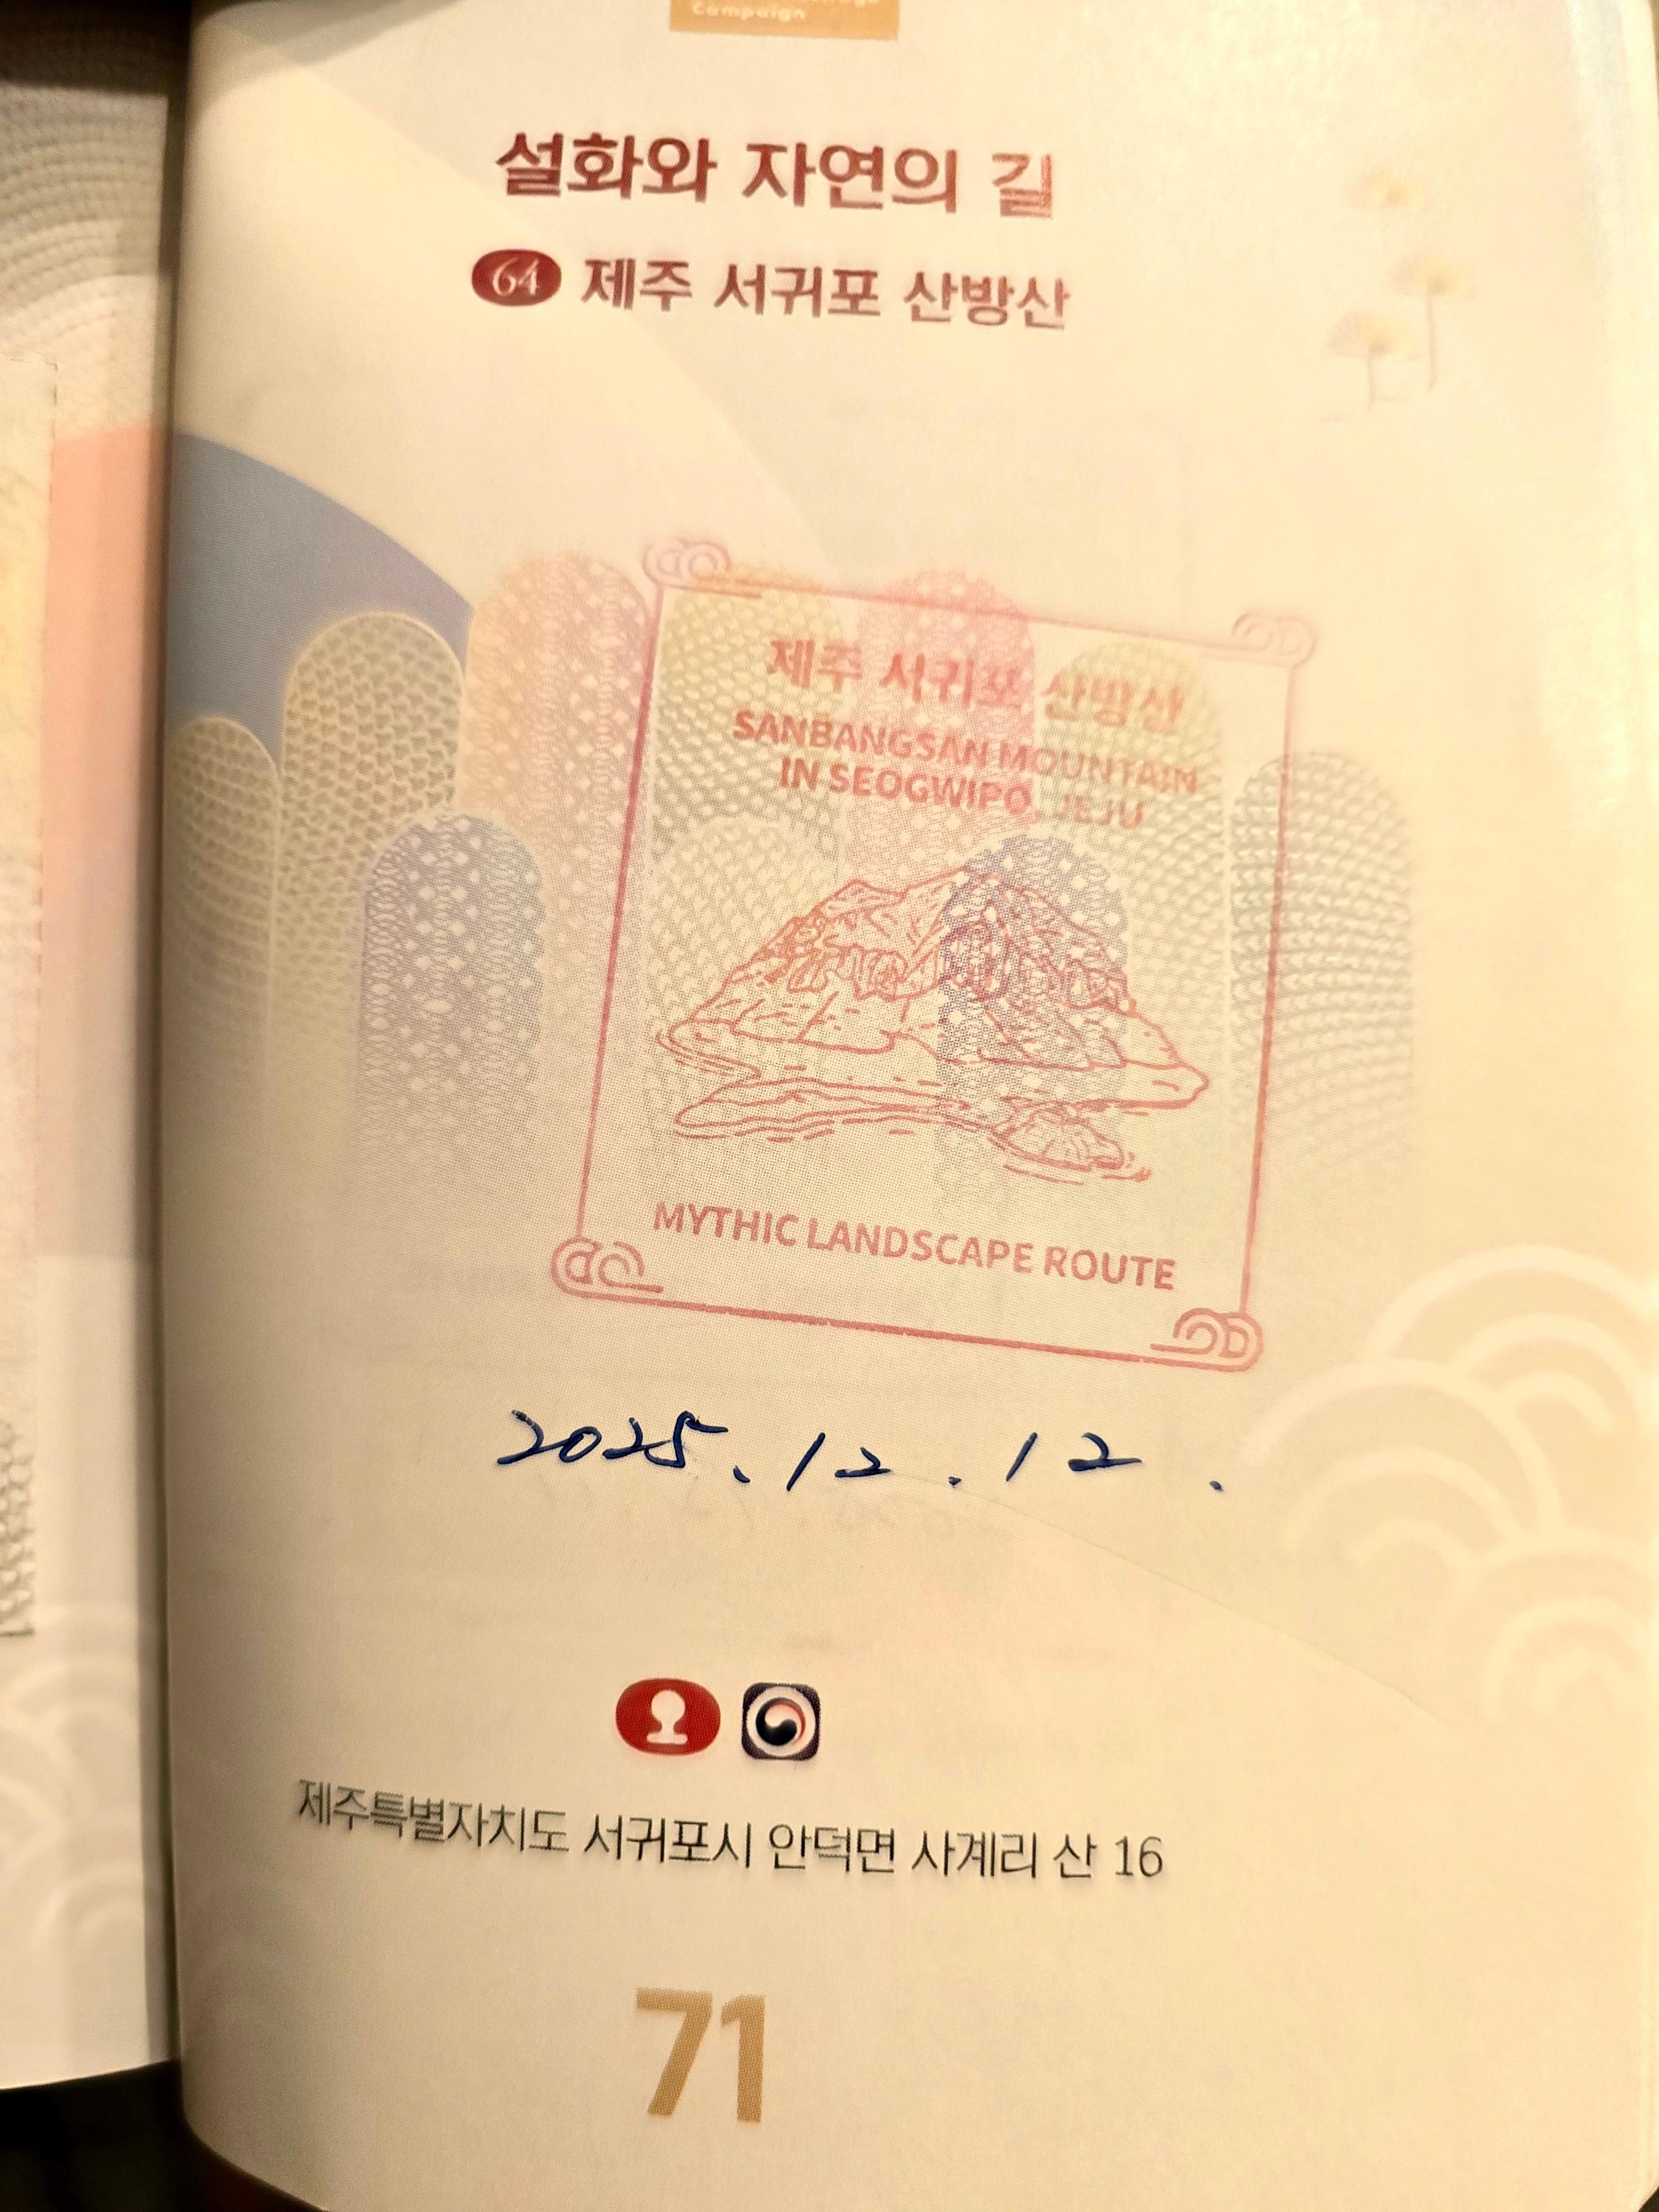 Campaign
설화와 자연의 길
64 제주 서귀포 산방산
제주 서귀포 산방산
SANBANGSAN MOUNTAIN
IN SEOGWIPO, JEJU
MYTHIC LANDSCAPE ROUTE
2025.12.12.
제주특별자치도 서귀포시 안덕면 사계리 산 16
71